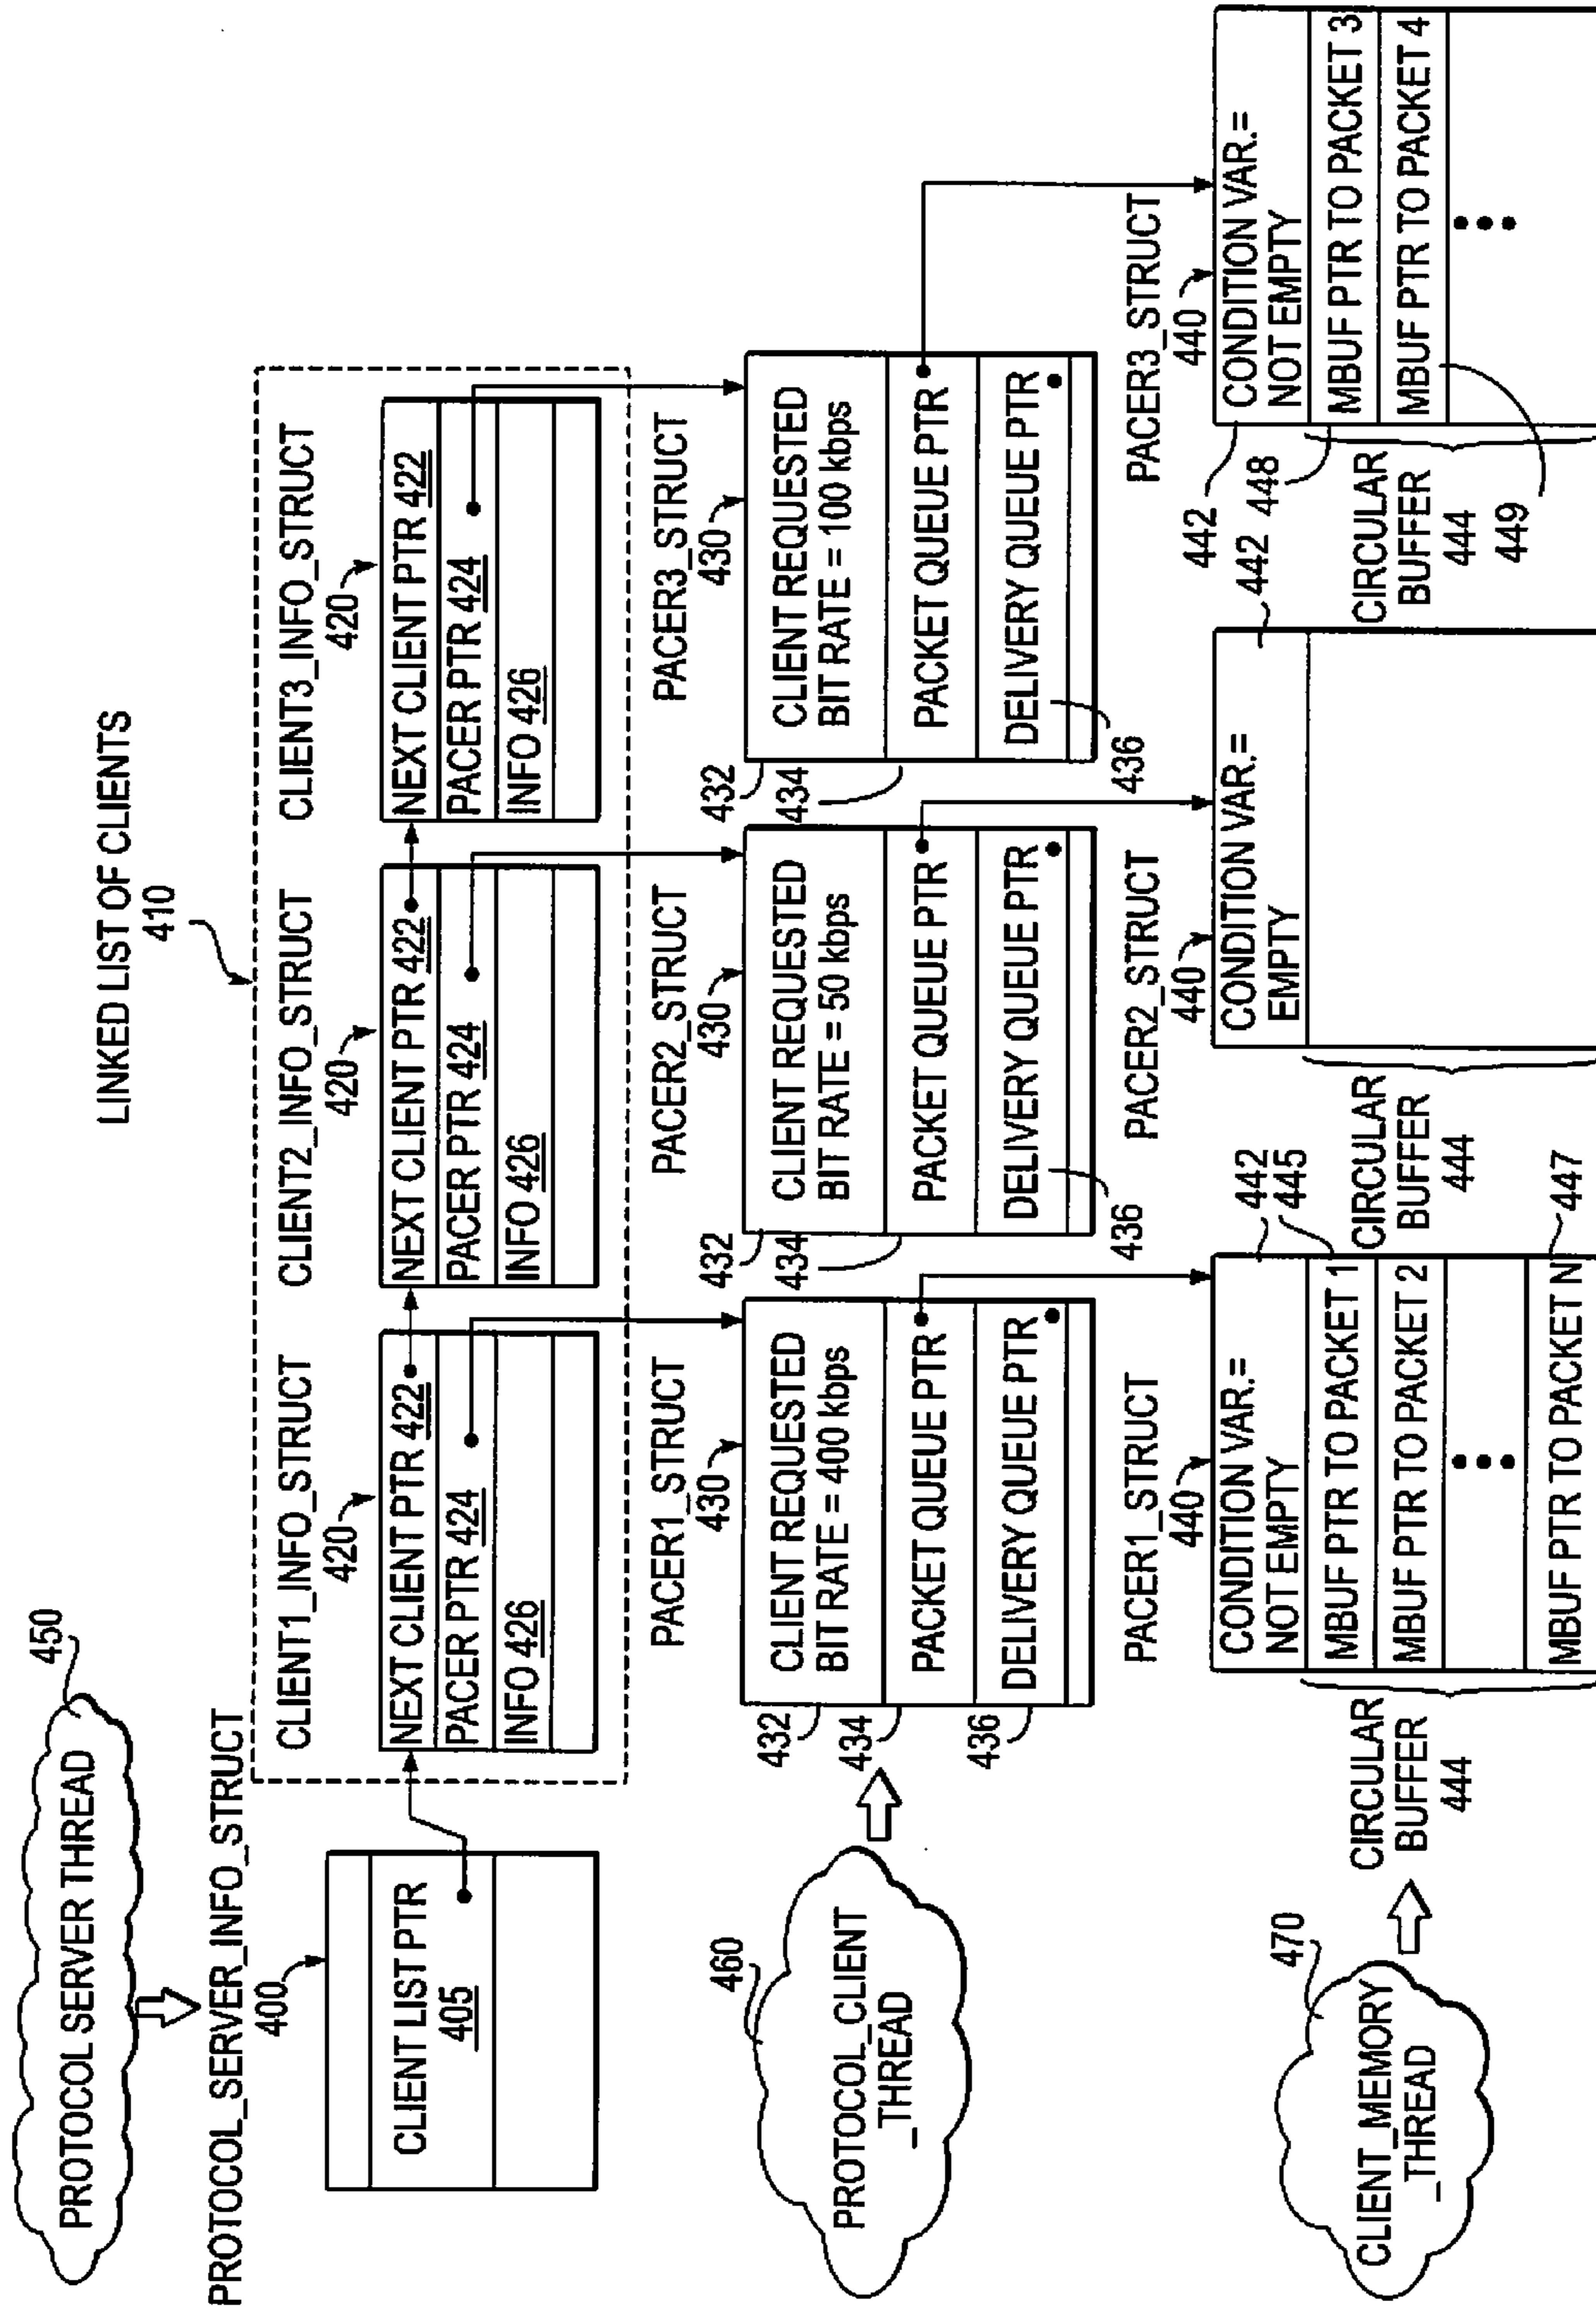 LINKED LIST OF CLIENTS
410
PROTOCOL SERVER THREAD
450
PROTOCOL_SERVER_INFO_STRUCT
400
CLIENT LIST PTR
405
CLIENT1_INFO_STRUCT
420
NEXT CLIENT PTR 422
PACER PTR 424
INFO 426
CLIENT2_INFO_STRUCT
420
NEXT CLIENT PTR 422
PACER PTR 424
INFO 426
CLIENT3_INFO_STRUCT
420
NEXT CLIENT PTR 422
PACER PTR 424
INFO 426
460
PROTOCOL_CLIENT
_THREAD
PACER1_STRUCT
430
432
CLIENT REQUESTED
BIT RATE = 400 kbps
434
PACKET QUEUE PTR
436
DELIVERY QUEUE PTR
PACER2_STRUCT
430
432
CLIENT REQUESTED
BIT RATE = 50 kbps
434
PACKET QUEUE PTR
DELIVERY QUEUE PTR
436
PACER3_STRUCT
430
432
CLIENT REQUESTED
BIT RATE = 100 kbps
434
PACKET QUEUE PTR
DELIVERY QUEUE PTR
436
470
CLIENT_MEMORY
_THREAD
PACER1_STRUCT
440
CONDITION VAR.=
NOT EMPTY
442
445
MBUF PTR TO PACKET 1
MBUF PTR TO PACKET 2
MBUF PTR TO PACKET N
447
CIRCULAR
BUFFER
444
PACER2_STRUCT
440
CONDITION VAR.=
EMPTY
442
CIRCULAR
BUFFER
444
PACER3_STRUCT
440
442
CONDITION VAR.=
NOT EMPTY
448
MBUF PTR TO PACKET 3
MBUF PTR TO PACKET 4
CIRCULAR
BUFFER
444
449